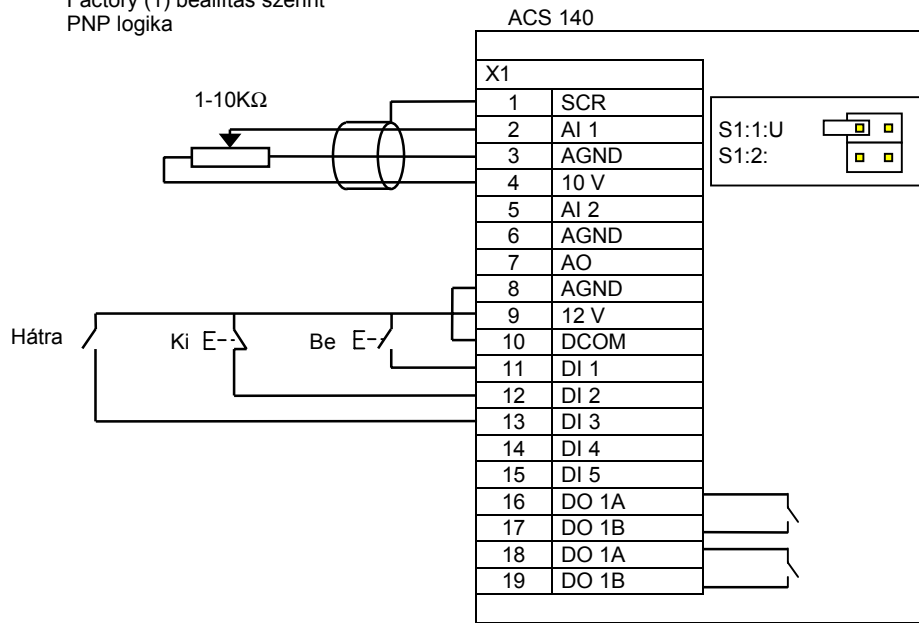 Factory (1) beállítás szerint
PNP logika
ACS 140
X1
1-10KΩ
1 SCR
2 AI 1
3 AGND
4 10 V
5 AI 2
6 AGND
7 AO
8 AGND
9 12 V
10 DCOM
11 DI 1
12 DI 2
13 DI 3
14 DI 4
15 DI 5
16 DO 1A
17 DO 1B
18 DO 1A
19 DO 1B
S1:1:U
S1:2:
Hátra
Ki
Be